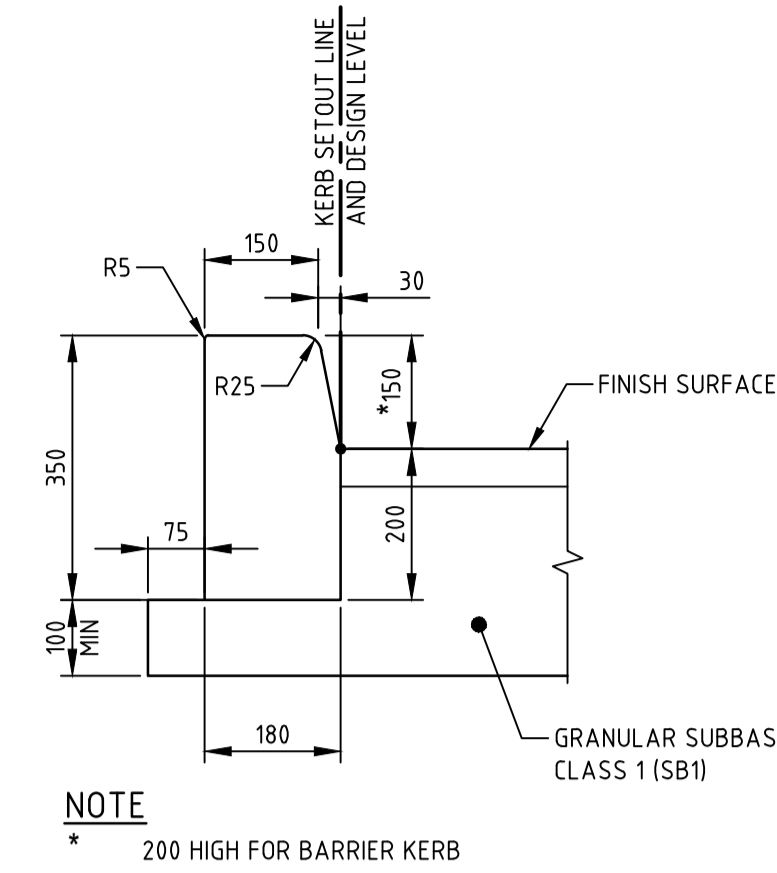 KERB SETOUT LINE
AND DESIGN LEVEL
150
R5
30
R25
*150
FINISH SURFACE
350
75
200
100
MIN
180
GRANULAR SUBBAS
CLASS 1 (SB1)
NOTE
* 200 HIGH FOR BARRIER KERB